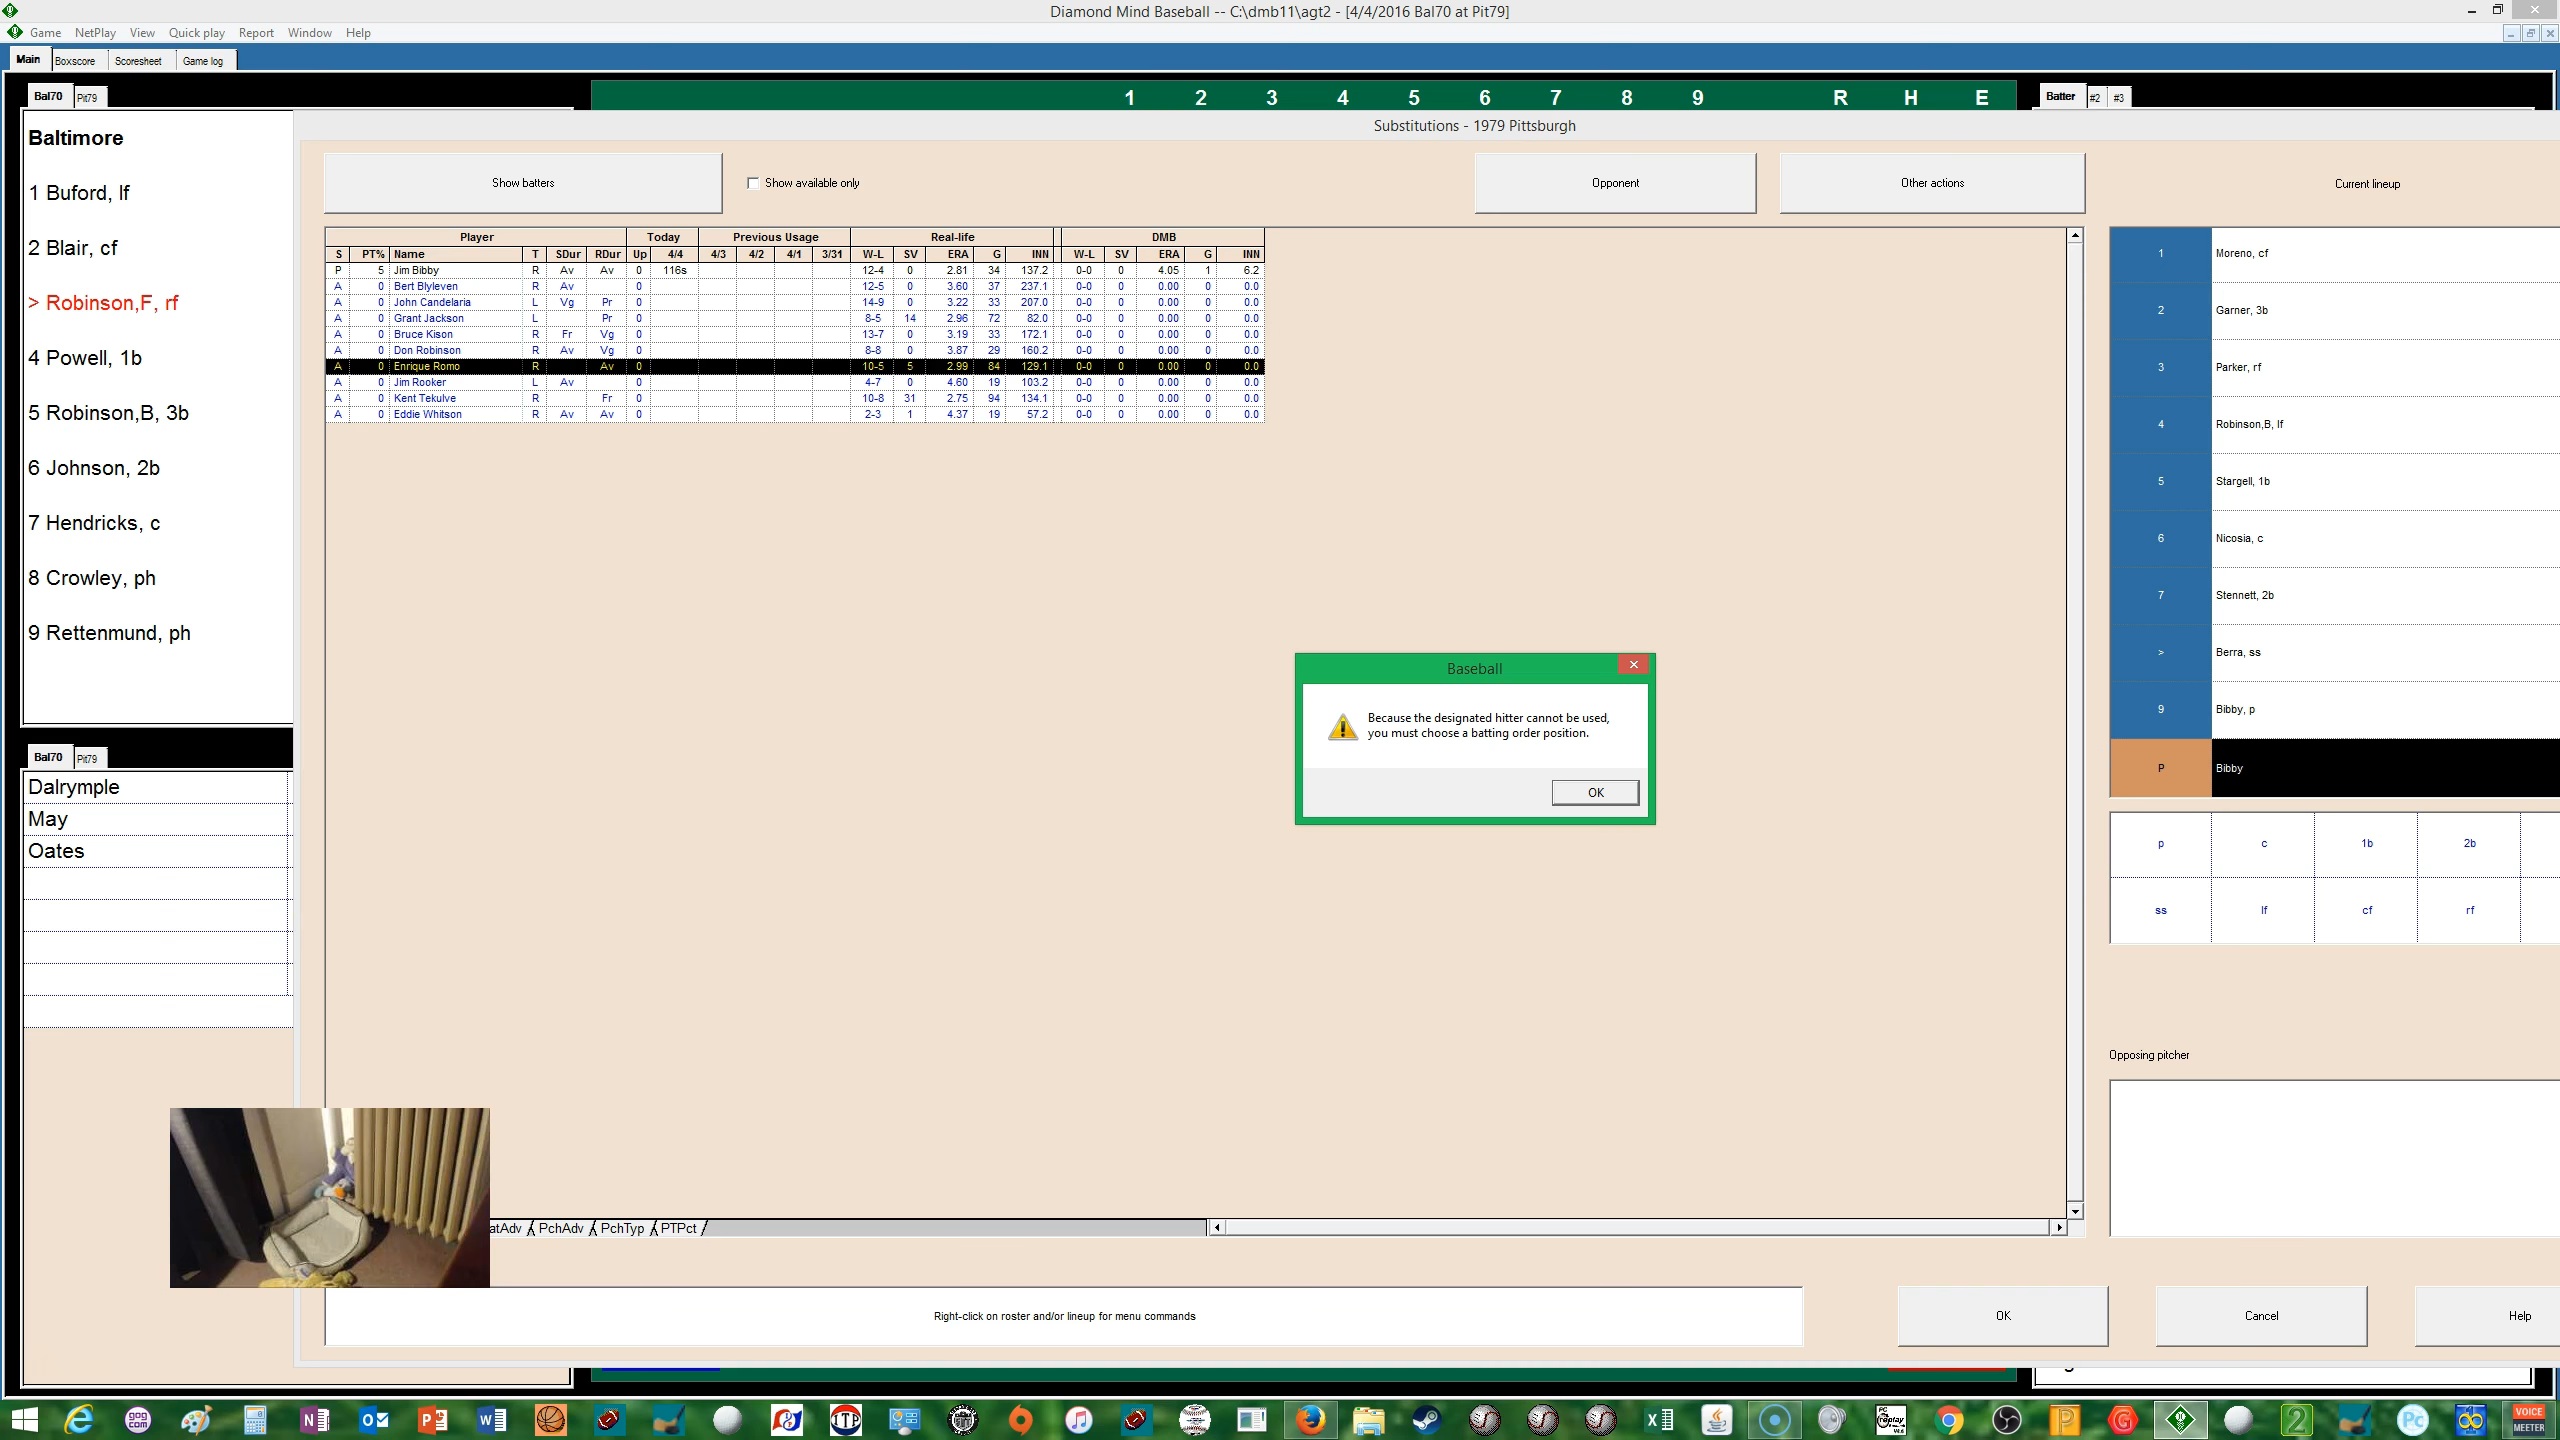 Diamond Mind Baseball -- C:\dmb11\agt2 - [4/4/2016 Bal70 at Pit79]
Game NetPlay View Quick play Report Window Help
Main Boxscore Scoresheet Game log
Bal70 Pit79
1 2 3 4 5 6 7 8 9 R H E
Batter #2 #3
Baltimore
1 Buford, lf
2 Blair, cf
> Robinson,F, rf
4 Powell, 1b
5 Robinson,B, 3b
6 Johnson, 2b
7 Hendricks, c
8 Crowley, ph
9 Rettenmund, ph
Bal70 Pit79
Dalrymple
May
Oates
Substitutions - 1979 Pittsburgh
Show batters Show available only Opponent Other actions Current lineup
Player Today Previous Usage Real-life DMB
S PT% Name T SDur RDur Up 4/4 4/3 4/2 4/1 3/31 W-L SV ERA G INN W-L SV ERA G INN
P 5 Jim Bibby R Av Av 0 116s 12-4 0 2.81 34 137.2 0-0 0 4.05 1 6.2
A 0 Bert Blyleven R Av 0 12-5 0 3.60 37 237.1 0-0 0 0.00 0 0.0
A 0 John Candelaria L Vg Pr 0 14-9 0 3.22 33 207.0 0-0 0 0.00 0 0.0
A 0 Grant Jackson L Pr 0 8-5 14 2.96 72 82.0 0-0 0 0.00 0 0.0
A 0 Bruce Kison R Fr Vg 0 13-7 0 3.19 33 172.1 0-0 0 0.00 0 0.0
A 0 Don Robinson R Av Vg 0 8-8 0 3.87 29 160.2 0-0 0 0.00 0 0.0
A 0 Enrique Romo R Av 0 10-5 5 2.99 84 129.1 0-0 0 0.00 0 0.0
A 0 Jim Rooker L Av 0 4-7 0 4.60 19 103.2 0-0 0 0.00 0 0.0
A 0 Kent Tekulve R Fr 0 10-8 31 2.75 94 134.1 0-0 0 0.00 0 0.0
A 0 Eddie Whitson R Av Av 0 2-3 1 4.37 19 57.2 0-0 0 0.00 0 0.0
1 Moreno, cf
2 Garner, 3b
3 Parker, rf
4 Robinson,B, lf
5 Stargell, 1b
6 Nicosia, c
7 Stennett, 2b
> Berra, ss
9 Bibby, p
P Bibby
Baseball
Because the designated hitter cannot be used,
you must choose a batting order position.
OK
p c 1b 2b
ss lf cf rf
Opposing pitcher
atAdv PchAdv PchTyp PTPct
Right-click on roster and/or lineup for menu commands
OK Cancel Help
VOICE
MEETER